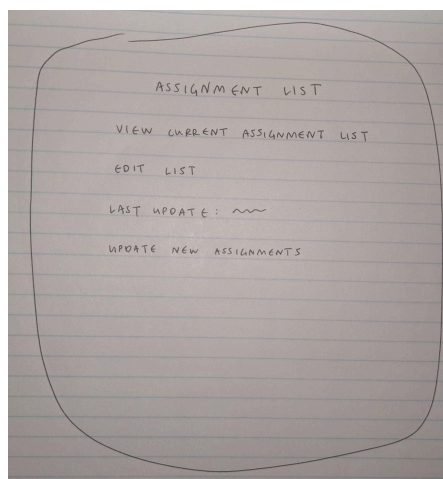 ASSIGNMENT LIST
VIEW CURRENT ASSIGNMENT LIST
EDIT LIST
LAST UPDATE:
UPDATE NEW ASSIGNMENTS